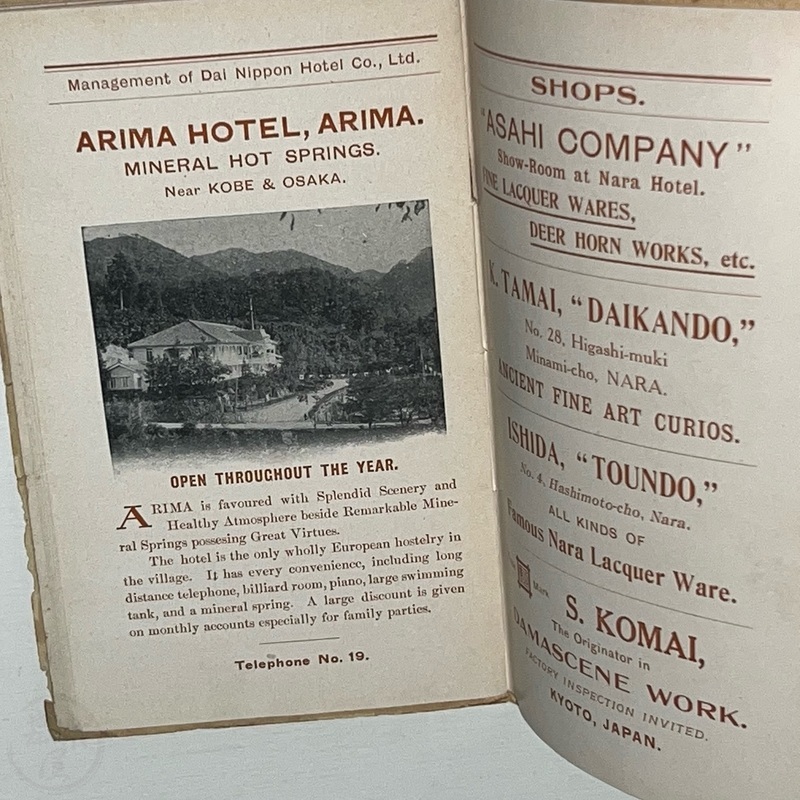 Management of Dai Nippon Hotel Co., Ltd.
ARIMA HOTEL, ARIMA.
MINERAL HOT SPRINGS.
Near KOBE & OSAKA.
OPEN THROUGHOUT THE YEAR.
ARIMA is favoured with Splendid Scenery and
Healthy Atmosphere beside Remarkable Mine-
ral Springs possesing Great Virtues.
The hotel is the only wholly European hostelry in
the village. It has every convenience, including long
distance telephone, billiard room, piano, large swimming
tank, and a mineral spring. A large discount is given
on monthly accounts especially for family parties.
Telephone No. 19.
SHOPS.
"ASAHI COMPANY"
Show-Room at Nara Hotel.
FINE LACQUER WARES,
DEER HORN WORKS, etc.
K. TAMAI, "DAIKANDO,"
No. 28, Higashi-muki
Minami-cho, NARA.
ANCIENT FINE ART CURIOS.
ISHIDA, "TOUNDO,"
No. 4, Hashimoto-cho, Nara.
ALL KINDS OF
Famous Nara Lacquer Ware.
Mark
S. KOMAI,
The Originator in
DAMASCENE WORK.
FACTORY INSPECTION INVITED.
KYOTO, JAPAN.